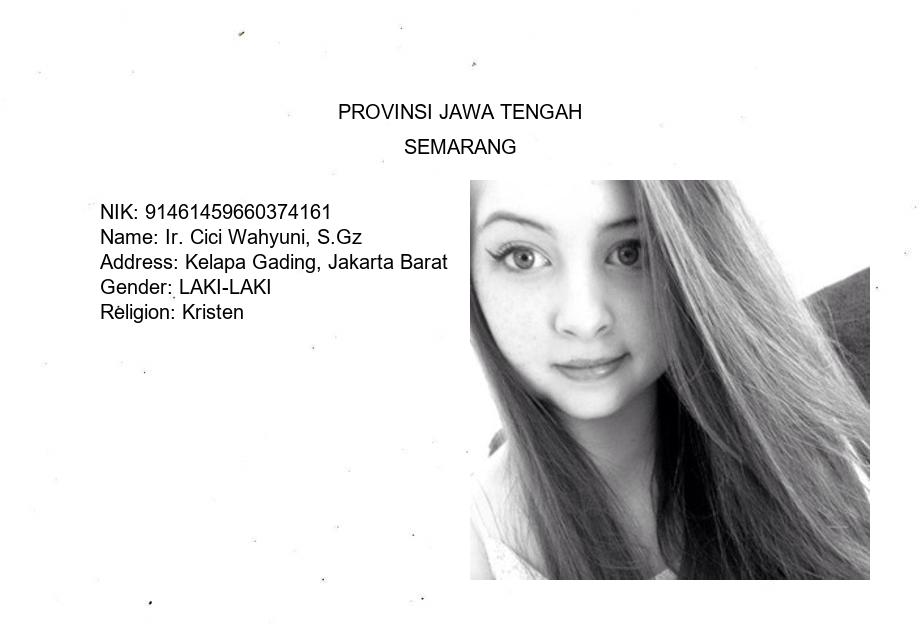 PROVINSI JAWA TENGAH
SEMARANG
NIK: 91461459660374161
Name: Ir. Cici Wahyuni, S.Gz
Address: Kelapa Gading, Jakarta Barat
Gender: LAKI-LAKI
Religion: Kristen